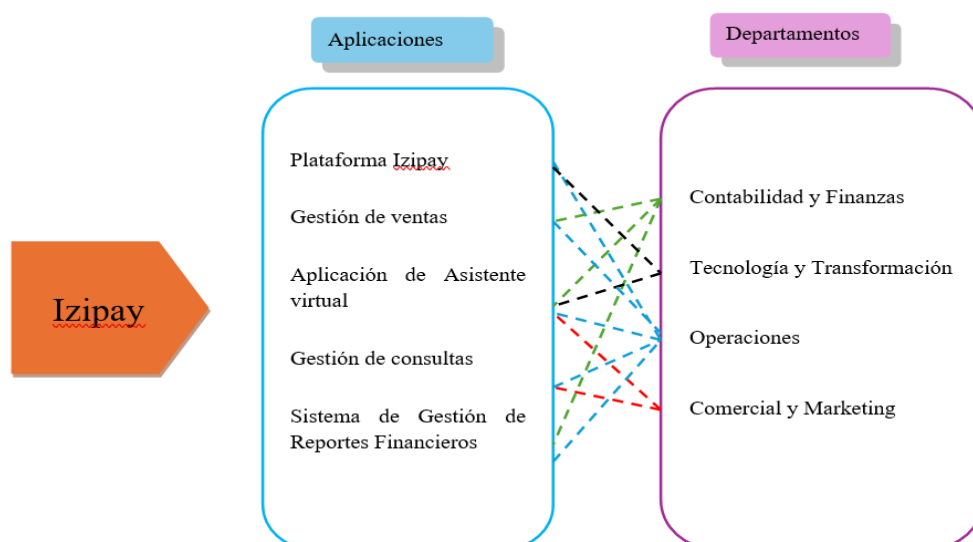 Aplicaciones
Departamentos
Izipay
Plataforma Izipay
Gestión de ventas
Aplicación de Asistente
virtual
Gestión de consultas
Sistema de Gestión de
Reportes Financieros
Contabilidad y Finanzas
Tecnología y Transformación
Operaciones
Comercial y Marketing